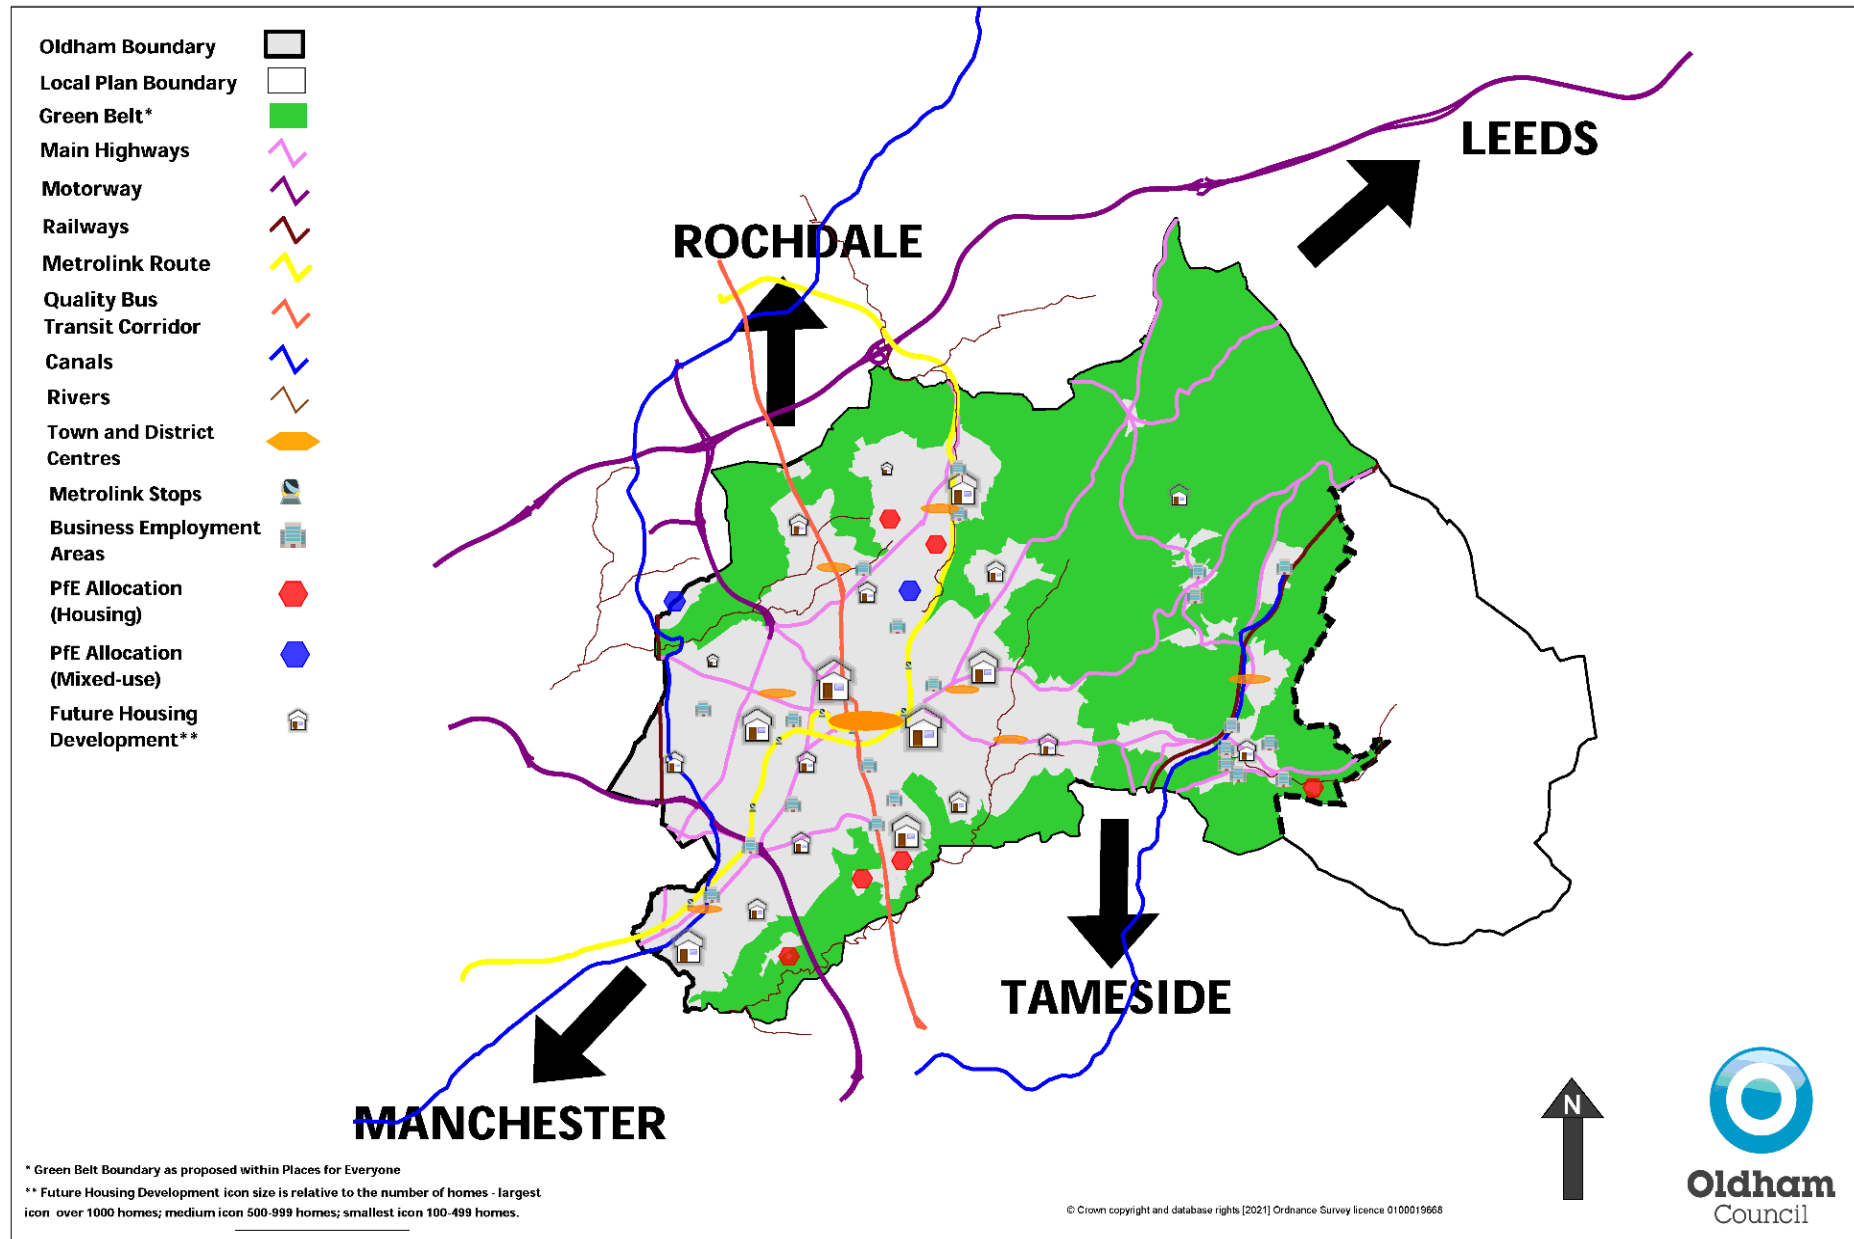 Oldham Boundary
Local Plan Boundary
Green Belt*
Main Highways
Motorway
Railways
Metrolink Route
Quality Bus
Transit Corridor
Canals
Rivers
Town and District
Centres
Metrolink Stops
Business Employment
Areas
PfE Allocation
(Housing)
PfE Allocation
(Mixed-use)
Future Housing
Development**
LEEDS
ROCHDALE
TAMESIDE
MANCHESTER
* Green Belt Boundary as proposed within Places for Everyone
** Future Housing Development icon size is relative to the number of homes - largest
icon over 1000 homes; medium icon 500-999 homes; smallest icon 100-499 homes.
© Crown copyright and database rights [2021] Ordnance Survey licence 0100019668
N
Oldham
Council